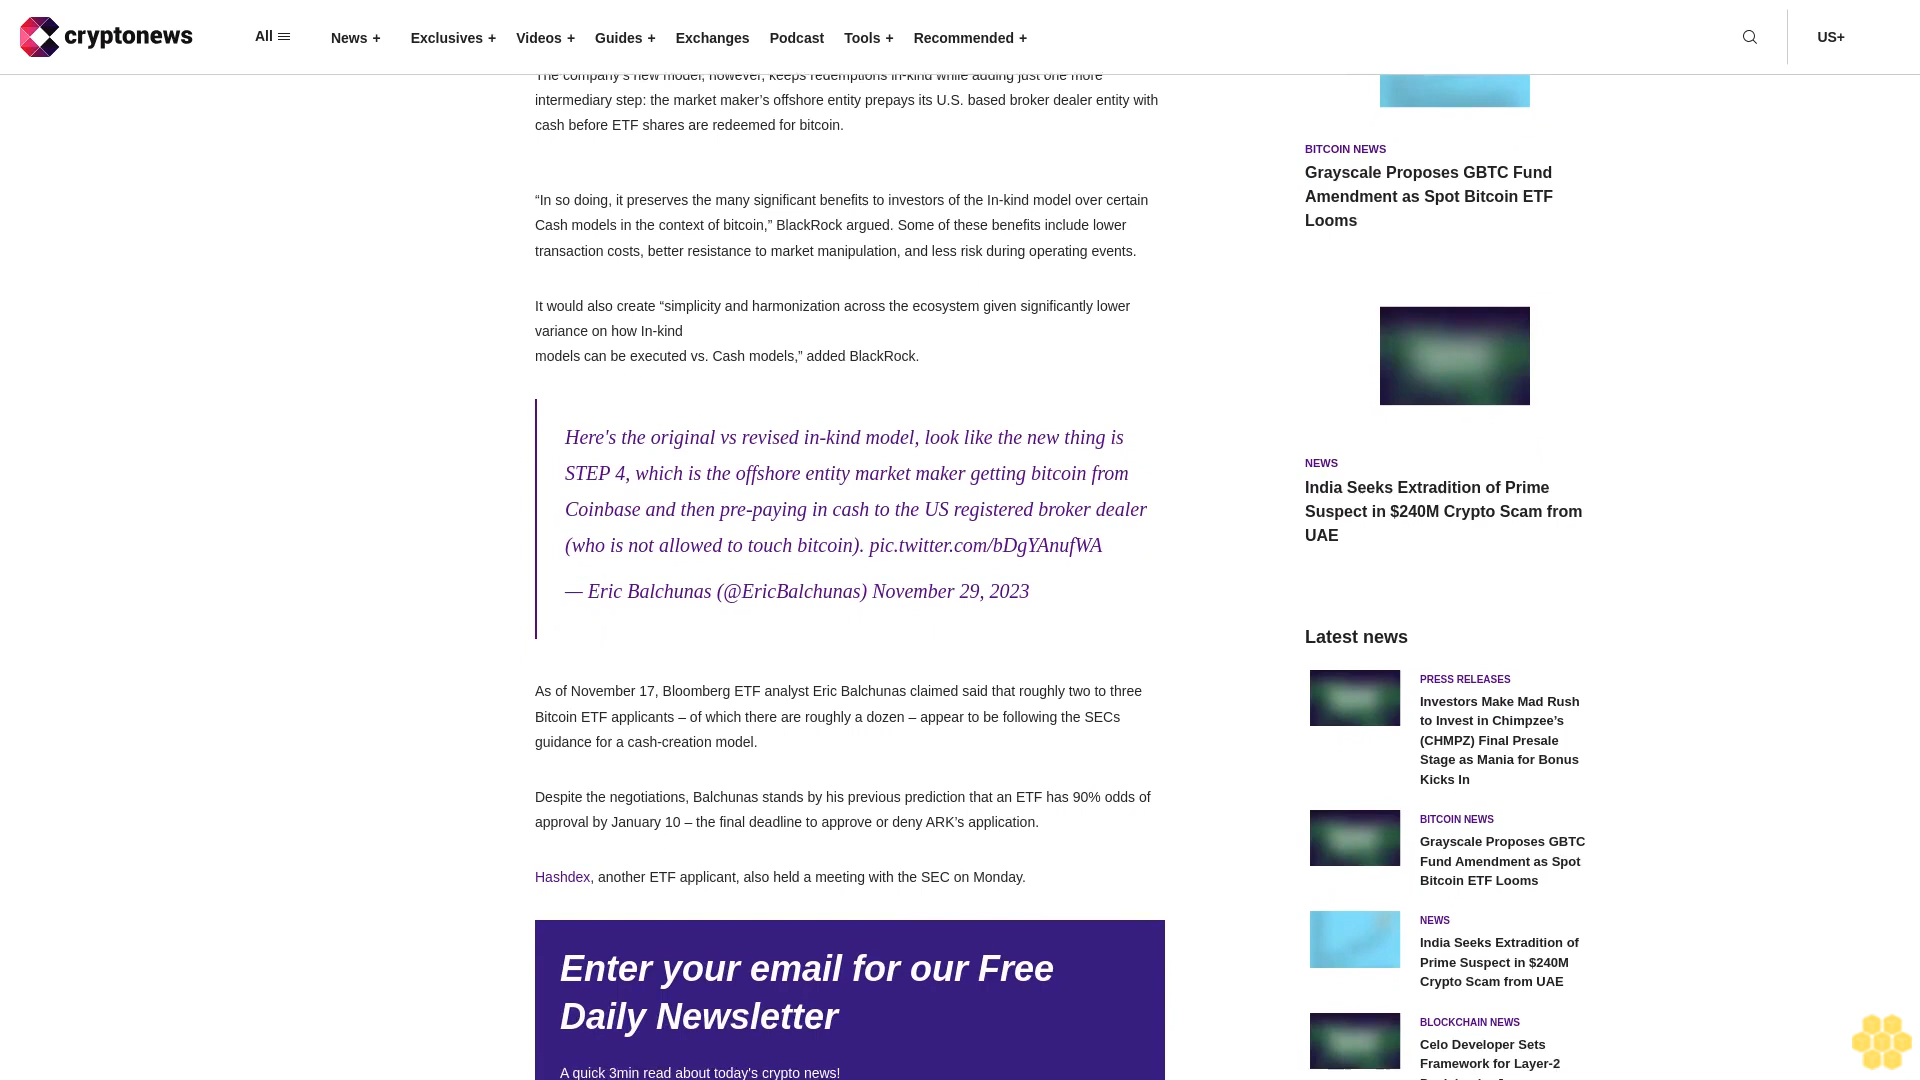 cryptonews
All
News +
Exclusives +
Videos +
Guides +
Exchanges
Podcast
Tools +
Recommended +
US+
The company's new model, however, keeps redemptions in-kind while adding just one more
intermediary step: the market maker’s offshore entity prepays its U.S. based broker dealer entity with
cash before ETF shares are redeemed for bitcoin.
“In so doing, it preserves the many significant benefits to investors of the In-kind model over certain
Cash models in the context of bitcoin,” BlackRock argued. Some of these benefits include lower
transaction costs, better resistance to market manipulation, and less risk during operating events.
It would also create “simplicity and harmonization across the ecosystem given significantly lower
variance on how In-kind
models can be executed vs. Cash models,” added BlackRock.
Here's the original vs revised in-kind model, look like the new thing is
STEP 4, which is the offshore entity market maker getting bitcoin from
Coinbase and then pre-paying in cash to the US registered broker dealer
(who is not allowed to touch bitcoin). pic.twitter.com/bDgYAnufWA
— Eric Balchunas (@EricBalchunas) November 29, 2023
As of November 17, Bloomberg ETF analyst Eric Balchunas claimed said that roughly two to three
Bitcoin ETF applicants – of which there are roughly a dozen – appear to be following the SECs
guidance for a cash-creation model.
Despite the negotiations, Balchunas stands by his previous prediction that an ETF has 90% odds of
approval by January 10 – the final deadline to approve or deny ARK’s application.
Hashdex, another ETF applicant, also held a meeting with the SEC on Monday.
Enter your email for our Free
Daily Newsletter
A quick 3min read about today's crypto news!
BITCOIN NEWS
Grayscale Proposes GBTC Fund
Amendment as Spot Bitcoin ETF
Looms
NEWS
India Seeks Extradition of Prime
Suspect in $240M Crypto Scam from
UAE
Latest news
PRESS RELEASES
Investors Make Mad Rush
to Invest in Chimpzee’s
(CHMPZ) Final Presale
Stage as Mania for Bonus
Kicks In
BITCOIN NEWS
Grayscale Proposes GBTC
Fund Amendment as Spot
Bitcoin ETF Looms
NEWS
India Seeks Extradition of
Prime Suspect in $240M
Crypto Scam from UAE
BLOCKCHAIN NEWS
Celo Developer Sets
Framework for Layer-2